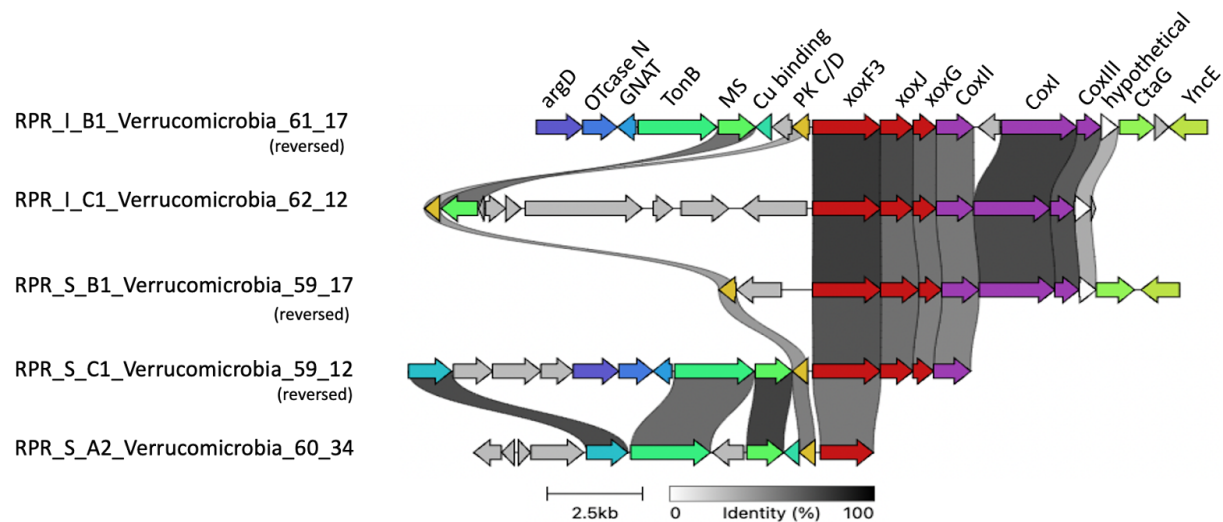 argD
OTcase N
GNAT
TonB
MS
Cu binding
PK C/D
xoxF3
xoxJ
xoxG
CoxII
CoxI
CoxIII
hypothetical
CtaG
YncE
RPR_I_B1_Verrucomicrobia_61_17
(reversed)
RPR_I_C1_Verrucomicrobia_62_12
RPR_S_B1_Verrucomicrobia_59_17
(reversed)
RPR_S_C1_Verrucomicrobia_59_12
(reversed)
RPR_S_A2_Verrucomicrobia_60_34
2.5kb
0 Identity (%) 100